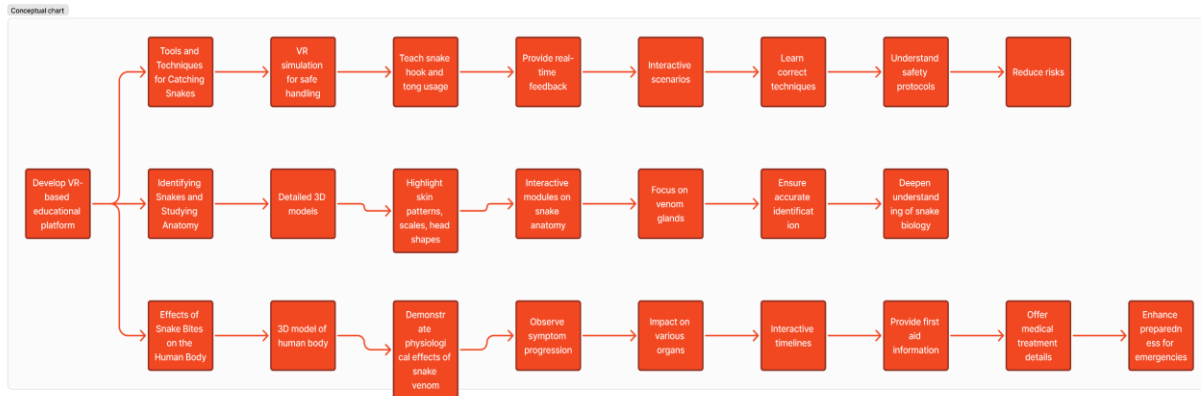 Conceptual chart
Tools and
Techniques
for Catching
Snakes
VR
simulation
for safe
handling
Teach snake
hook and
tong usage
Provide real-
time
feedback
Interactive
scenarios
Learn
correct
techniques
Understand
safety
protocols
Reduce risks
Develop VR-
based
educational
platform
Identifying
Snakes and
Studying
Anatomy
Detailed 3D
models
Highlight
skin
patterns,
scales, head
shapes
Interactive
modules on
snake
anatomy
Focus on
venom
glands
Ensure
accurate
identificat
ion
Deepen
understand
ing of snake
biology
Effects of
Snake Bites
on the
Human Body
3D model of
human body
Demonstr
ate
physiologi
cal effects of
snake
venom
Observe
symptom
progression
Impact on
various
organs
Interactive
timelines
Provide first
aid
information
Offer
medical
treatment
details
Enhance
preparedn
ess for
emergencies